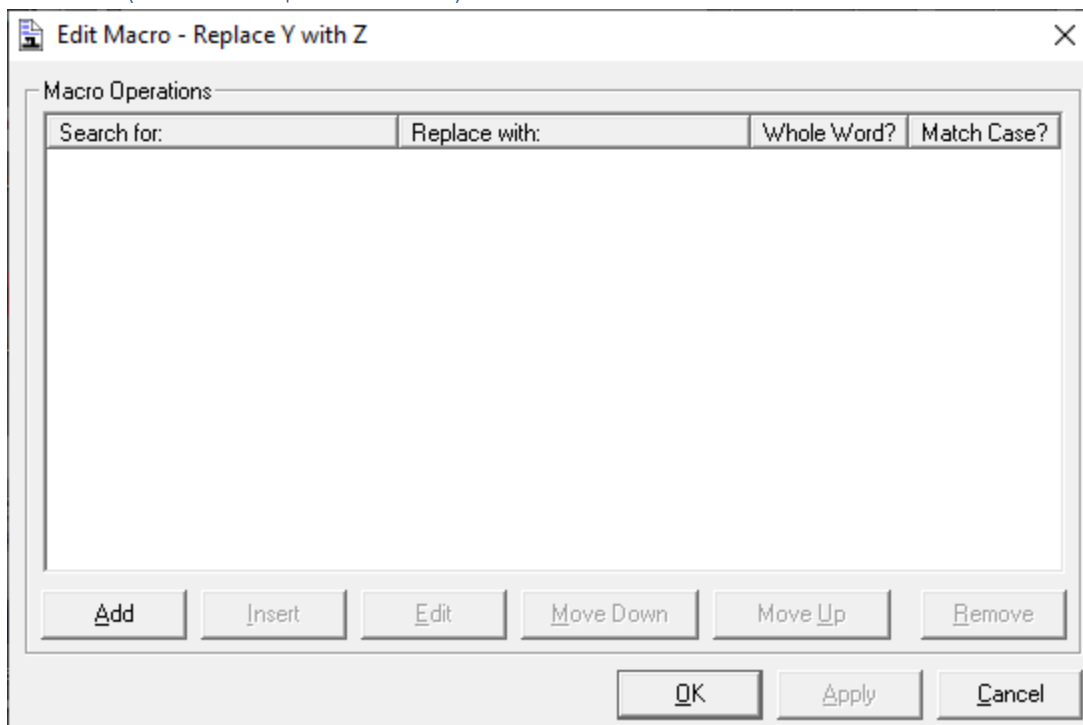 Edit Macro - Replace Y with Z
Macro Operations
Search for: Replace with: Whole Word? Match Case?
Add Insert Edit Move Down Move Up Remove
OK Apply Cancel